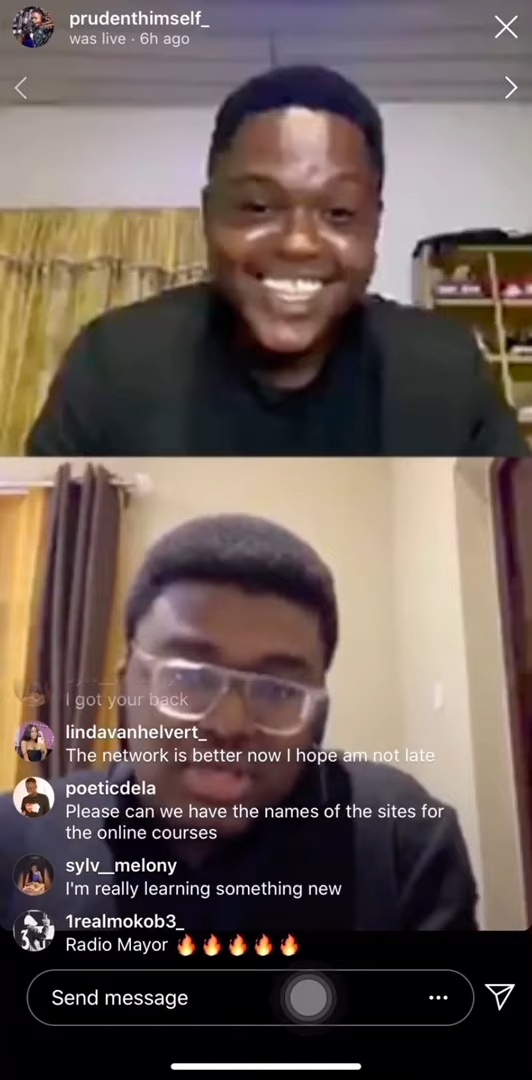 prudenthimself_
was live · 6h ago
I got your back
lindavanhelvert_
The network is better now I hope am not late
poeticdela
Please can we have the names of the sites for
the online courses
sylv__melony
I'm really learning something new
1realmokob3_
Radio Mayor 🔥🔥🔥🔥🔥
Send message